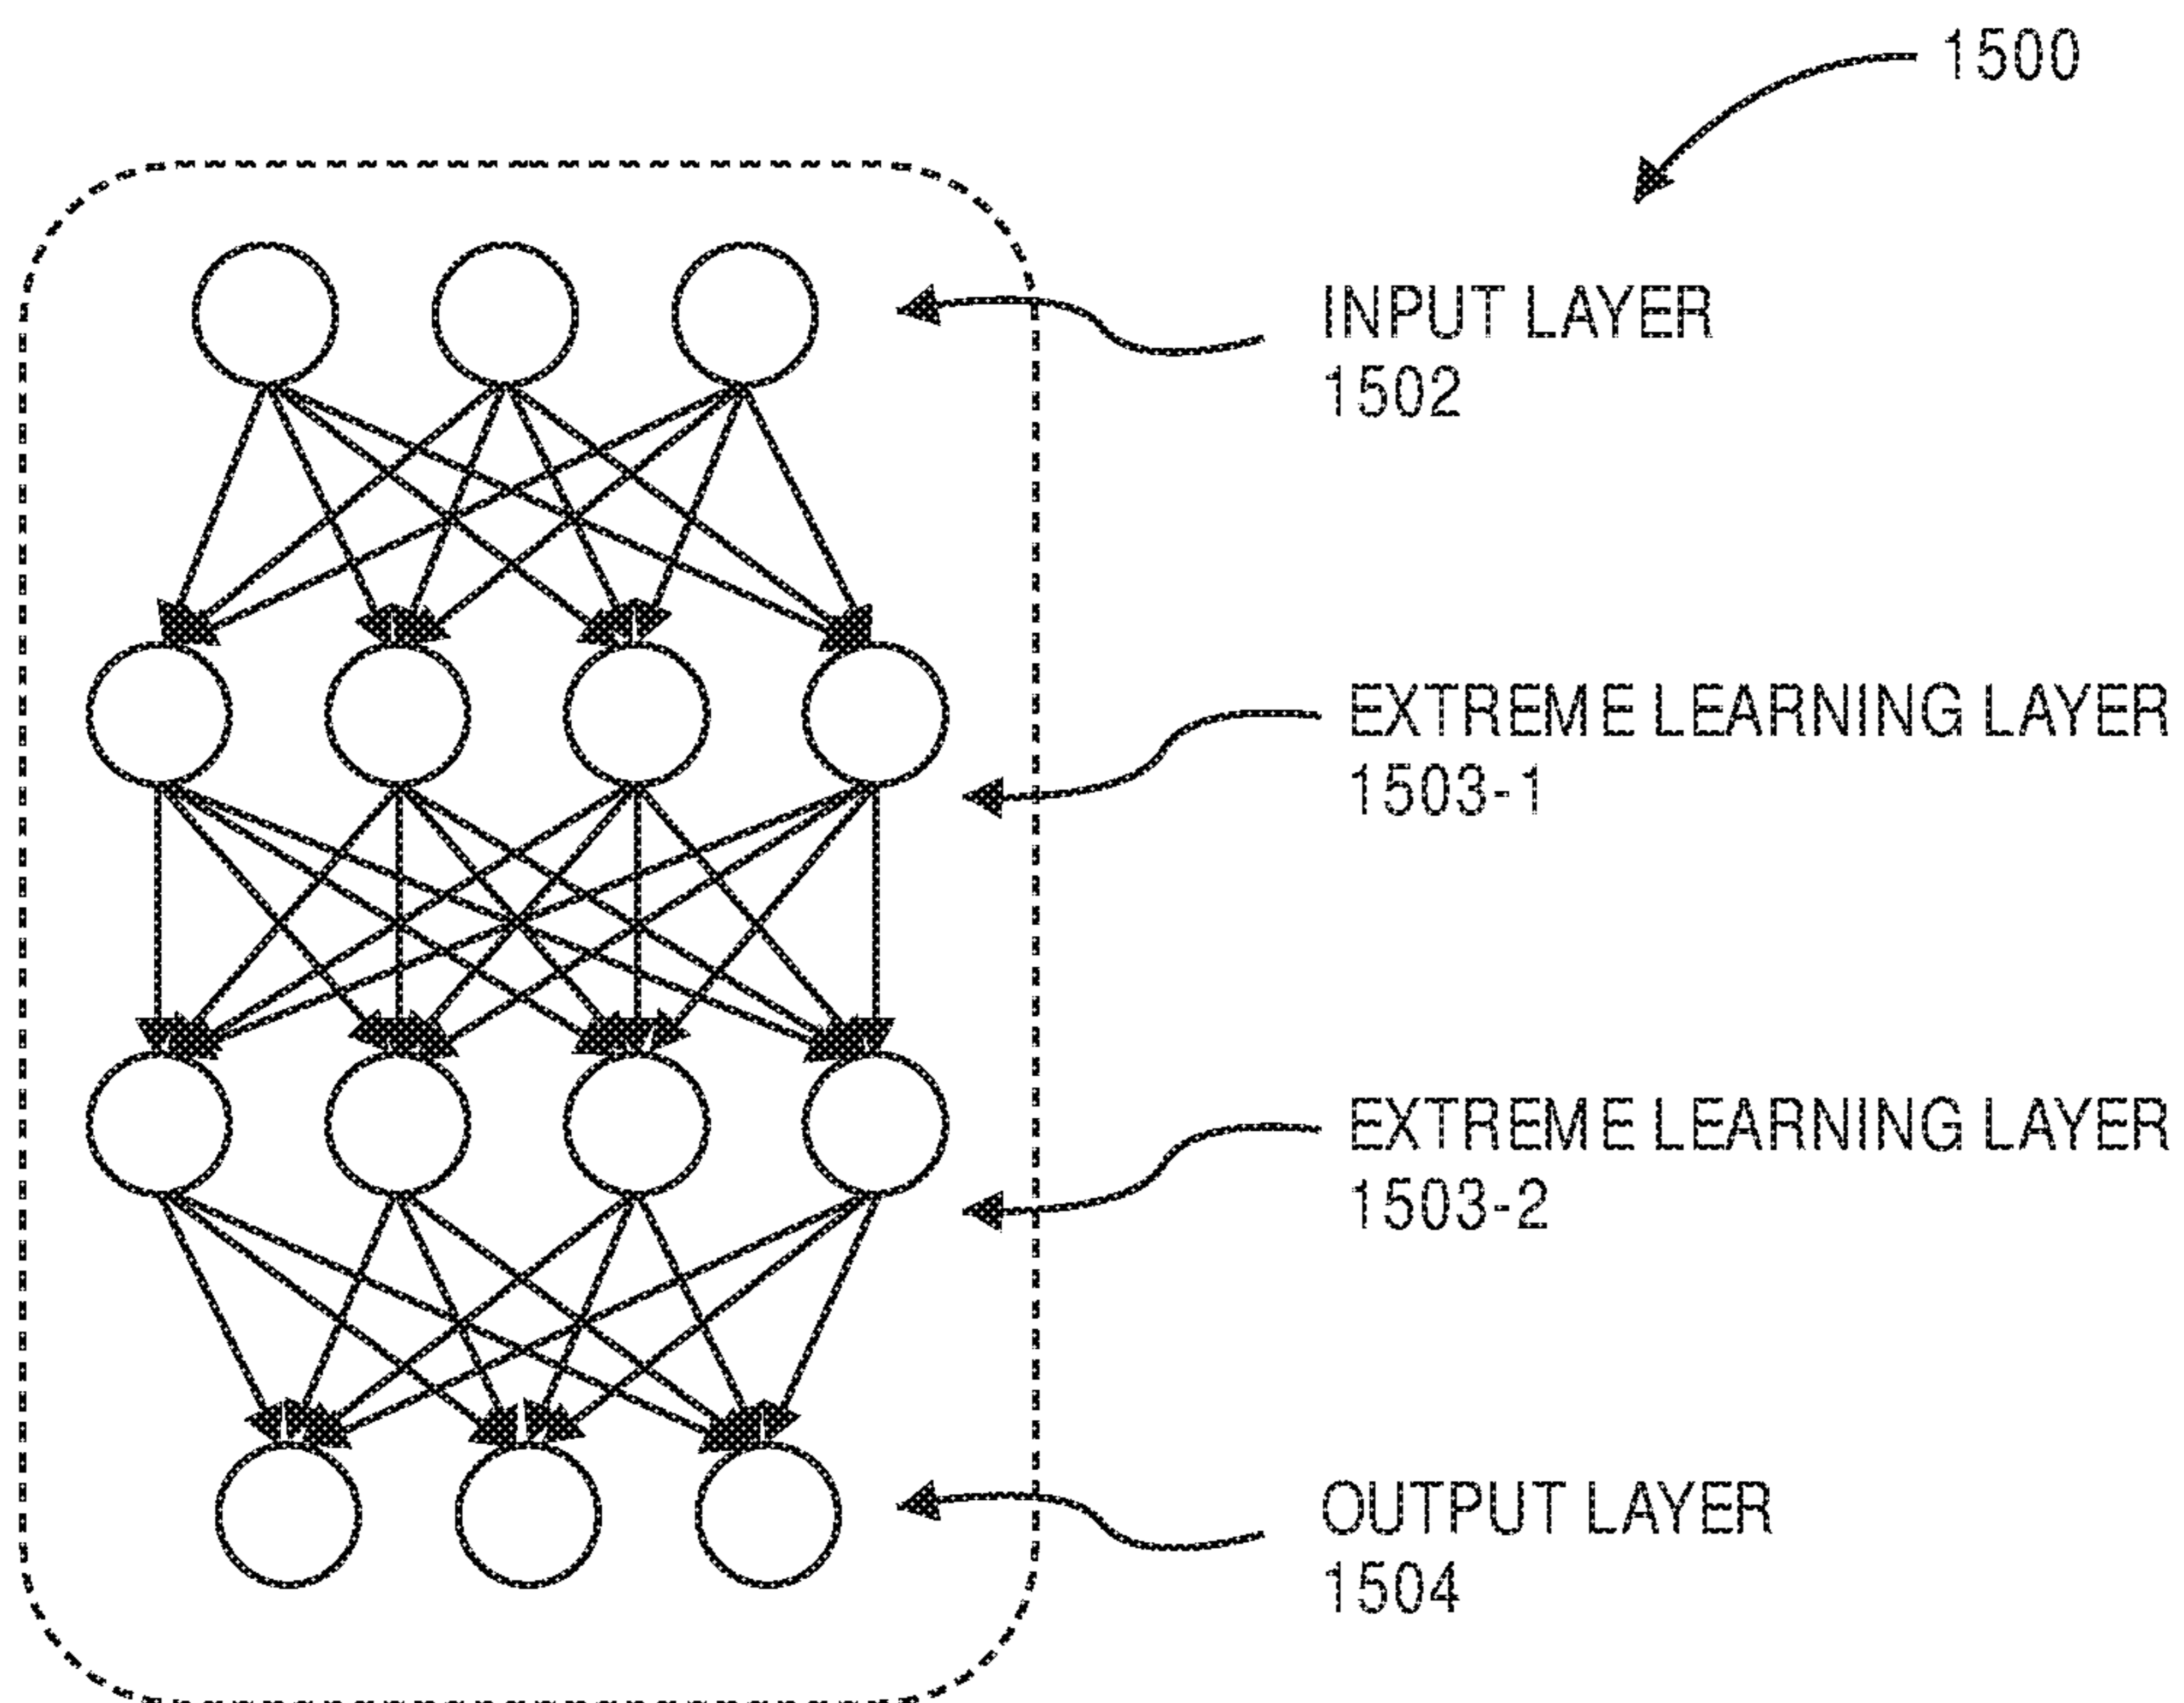 1500
INPUT LAYER
1502
EXTREME LEARNING LAYER
1503-1
EXTREME LEARNING LAYER
1503-2
OUTPUT LAYER
1504